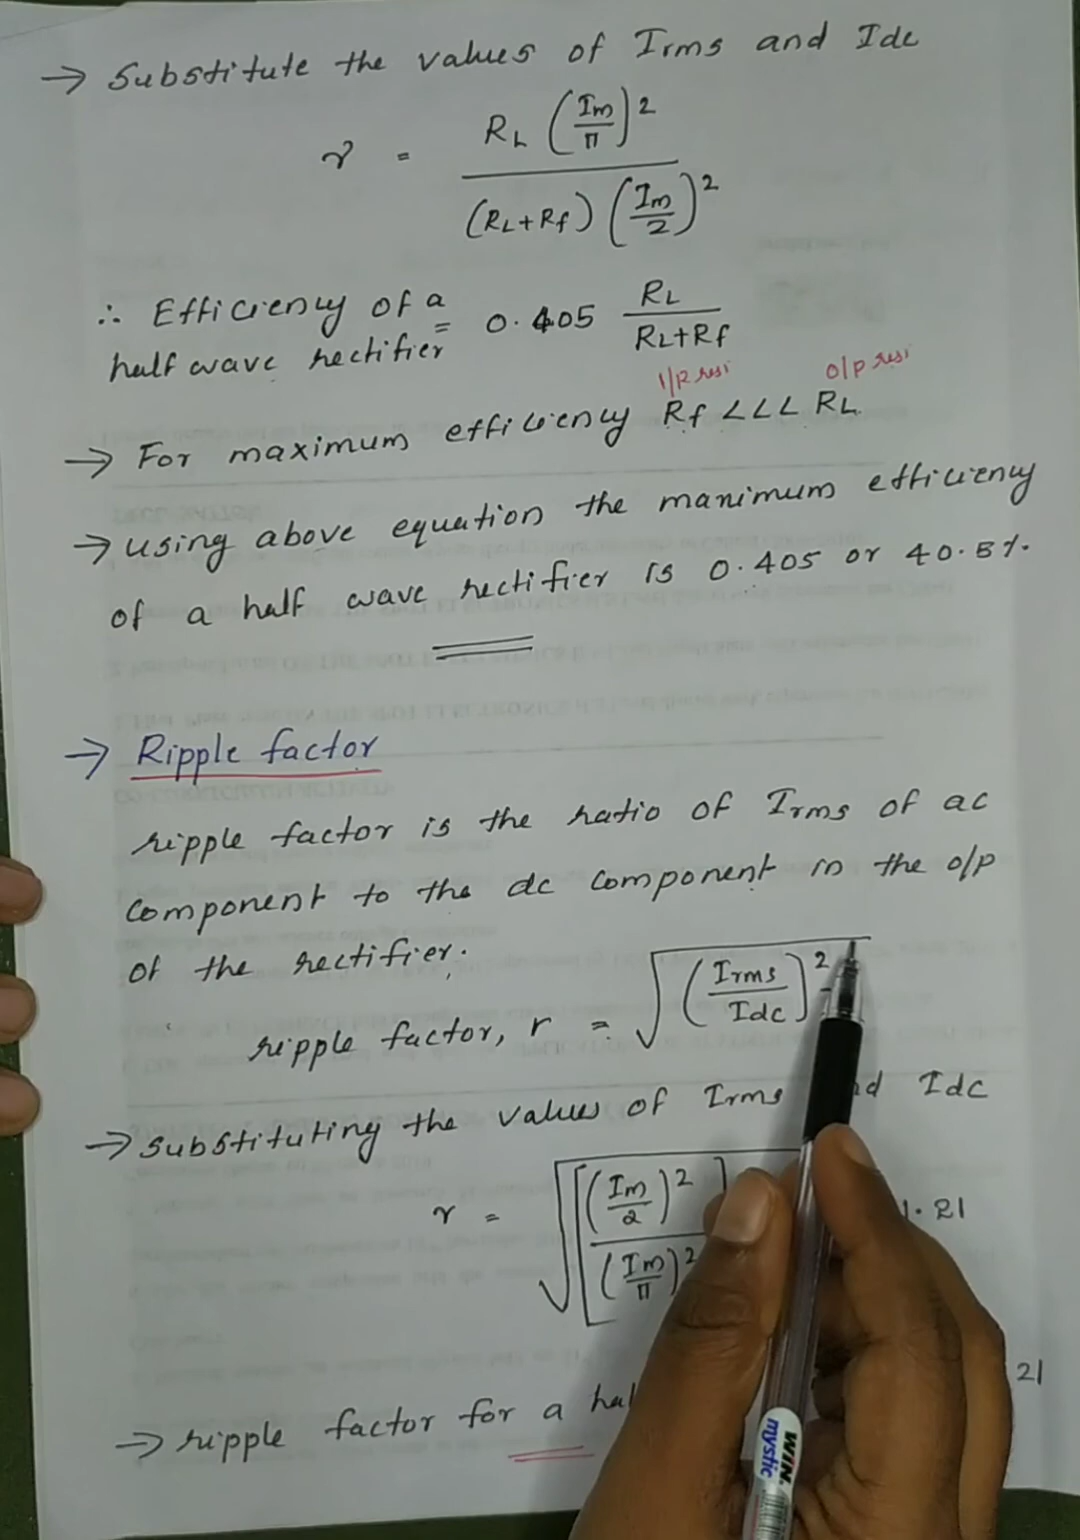 → Substitute the values of Irms and Idc
r = RL (Im/π)² / (RL+Rf) (Im/2)²
∴ Efficiency of a
half wave rectifier = 0.405 RL / RL+Rf
I/P resi O/P resi
→ For maximum efficiency Rf <<< RL
→ Using above equation the maximum efficiency
of a half wave rectifier is 0.405 or 40.5%.
→ Ripple factor
ripple factor is the ratio of Irms of ac
component to the dc component in the o/p
of the rectifier.
ripple factor, r = √ (Irms/Idc)² -
→ Substituting the values of Irms nd Idc
r = √ [(Im/2)² / (Im/π)² 1.21
→ ripple factor for a hal 21
WIN.
mystic